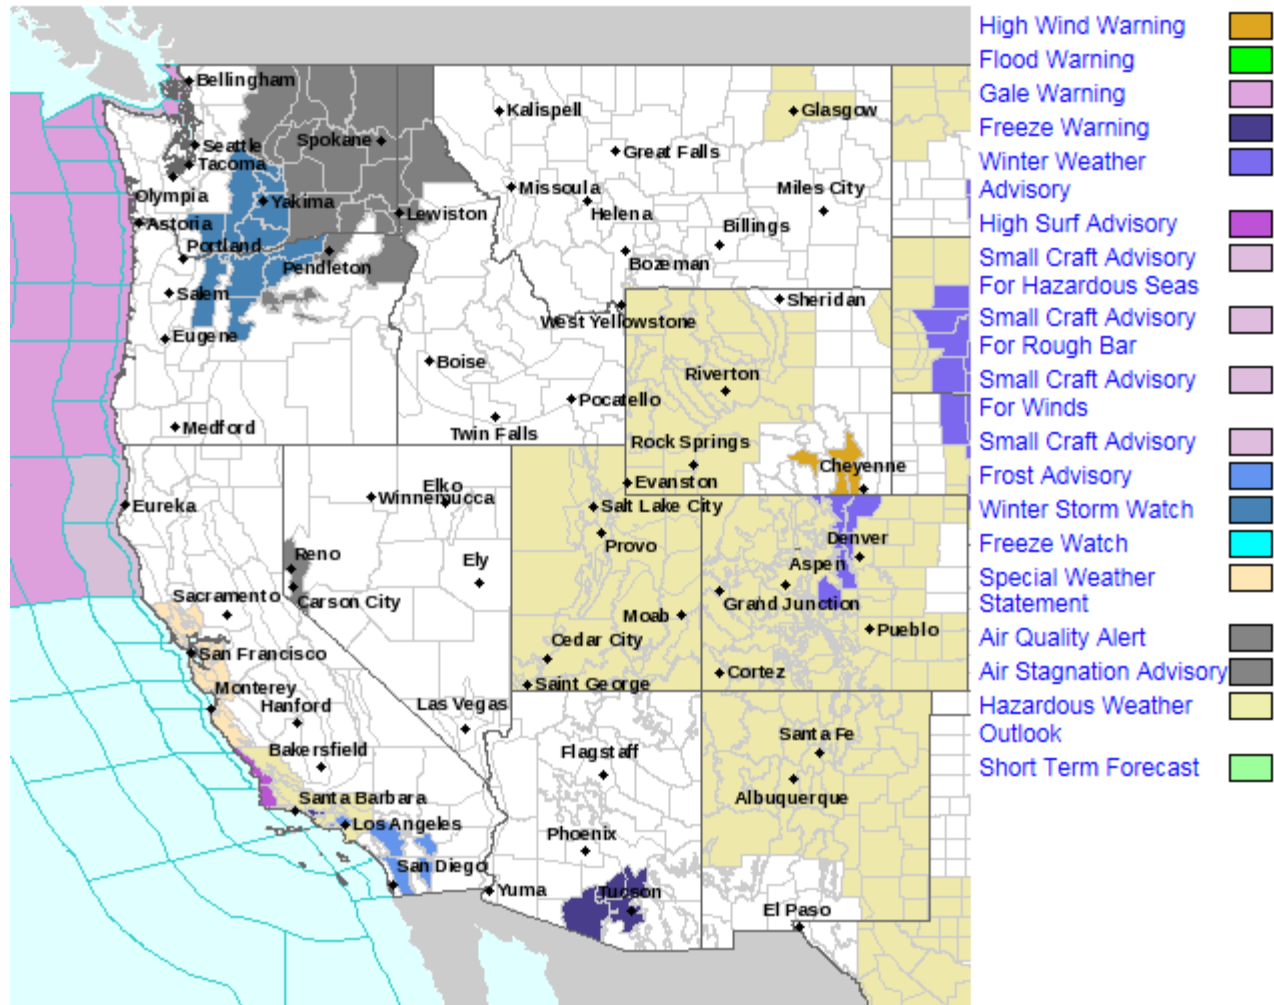 Bellingham
Seattle
Tacoma
Olympia
Astoria
Portland
Salem
Eugene
Medford
Spokane
Yakima
Pendleton
Lewiston
Kalispell
Great Falls
Missoula
Helena
Bozeman
Billings
Miles City
Glasgow
West Yellowstone
Sheridan
Boise
Pocatello
Twin Falls
Riverton
Rock Springs
Evanston
Cheyenne
Eureka
Winnemucca
Elko
Reno
Carson City
Ely
Sacramento
San Francisco
Monterey
Hanford
Bakersfield
Las Vegas
Santa Barbara
Los Angeles
San Diego
Salt Lake City
Provo
Moab
Cedar City
Saint George
Denver
Aspen
Grand Junction
Pueblo
Cortez
Flagstaff
Phoenix
Yuma
Tucson
Santa Fe
Albuquerque
El Paso
High Wind Warning
Flood Warning
Gale Warning
Freeze Warning
Winter Weather
Advisory
High Surf Advisory
Small Craft Advisory
For Hazardous Seas
Small Craft Advisory
For Rough Bar
Small Craft Advisory
For Winds
Small Craft Advisory
Frost Advisory
Winter Storm Watch
Freeze Watch
Special Weather
Statement
Air Quality Alert
Air Stagnation Advisory
Hazardous Weather
Outlook
Short Term Forecast